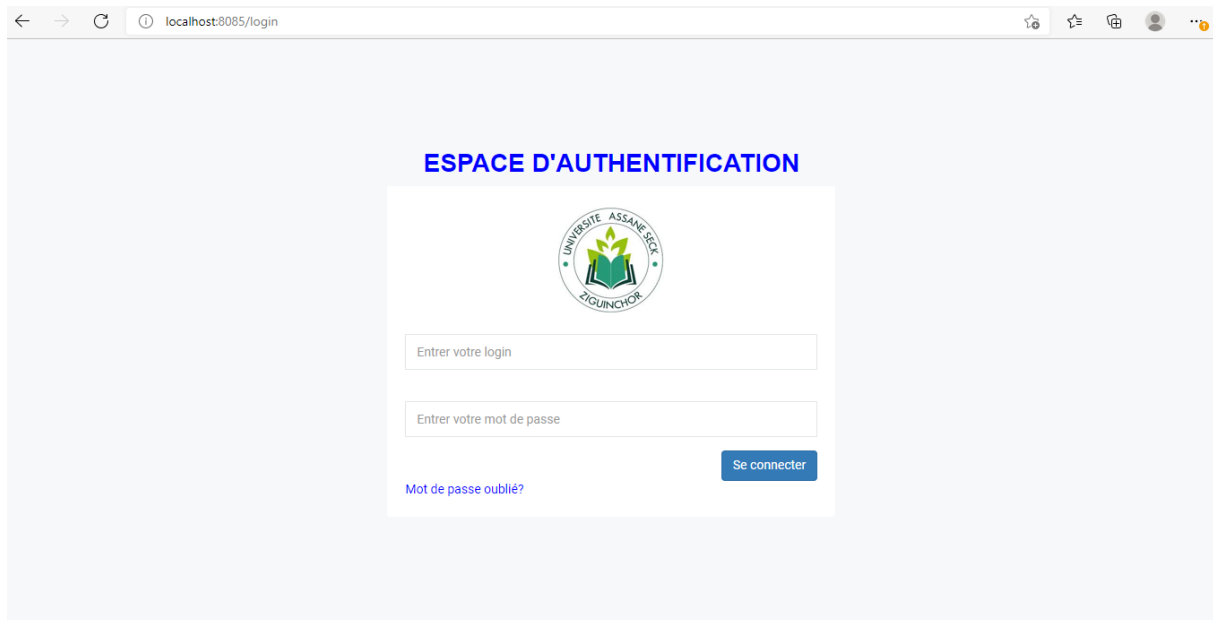 localhost:8085/login
ESPACE D'AUTHENTIFICATION
UNIVERSITE ASSANE SECK
ZIGUINCHOR
Entrer votre login
Entrer votre mot de passe
Se connecter
Mot de passe oublié?